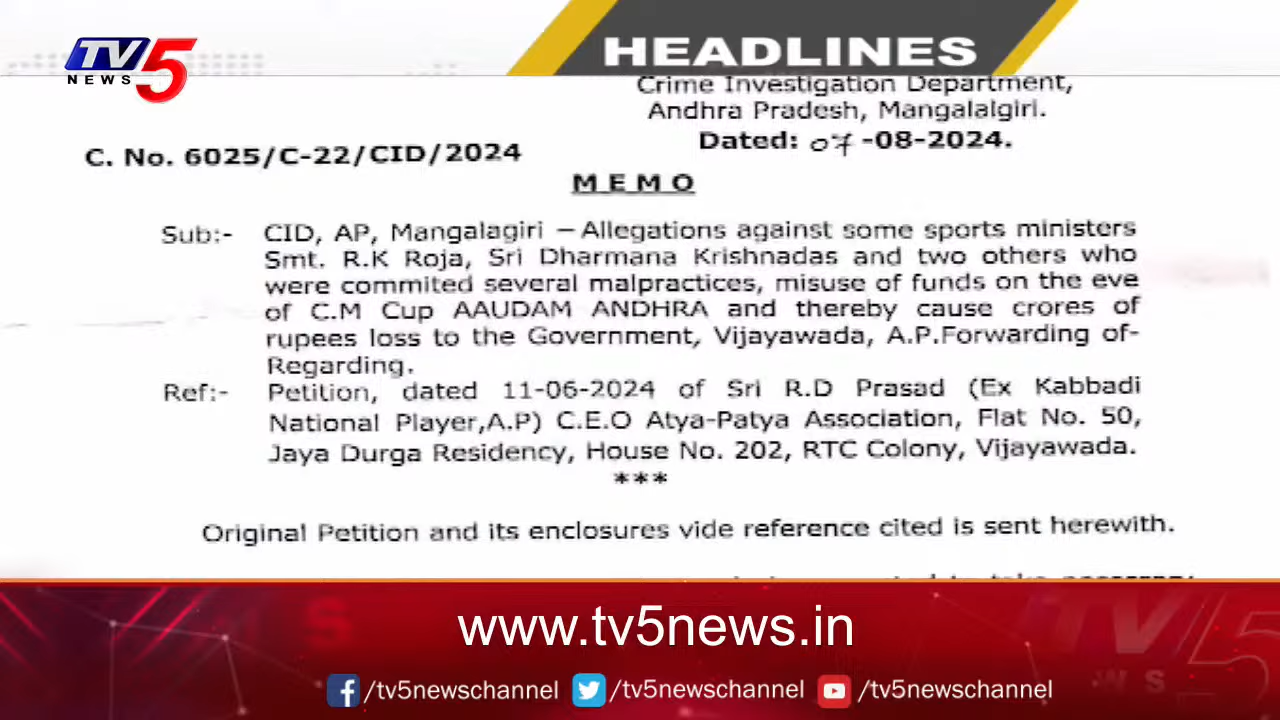 TV5
NEWS
HEADLINES
Crime Investigation Department,
Andhra Pradesh, Mangalalgiri.
Dated: 07-08-2024.
C. No. 6025/C-22/CID/2024
MEMO
Sub:- CID, AP, Mangalagiri – Allegations against some sports ministers
Smt. R.K Roja, Sri Dharmana Krishnadas and two others who
were commited several malpractices, misuse of funds on the eve
of C.M Cup AAUDAM ANDHRA and thereby cause crores of
rupees loss to the Government, Vijayawada, A.P.Forwarding of-
Regarding.
Ref:- Petition, dated 11-06-2024 of Sri R.D Prasad (Ex Kabbadi
National Player,A.P) C.E.O Atya-Patya Association, Flat No. 50,
Jaya Durga Residency, House No. 202, RTC Colony, Vijayawada.
***
Original Petition and its enclosures vide reference cited is sent herewith.
www.tv5news.in
/tv5newschannel /tv5newschannel /tv5newschannel